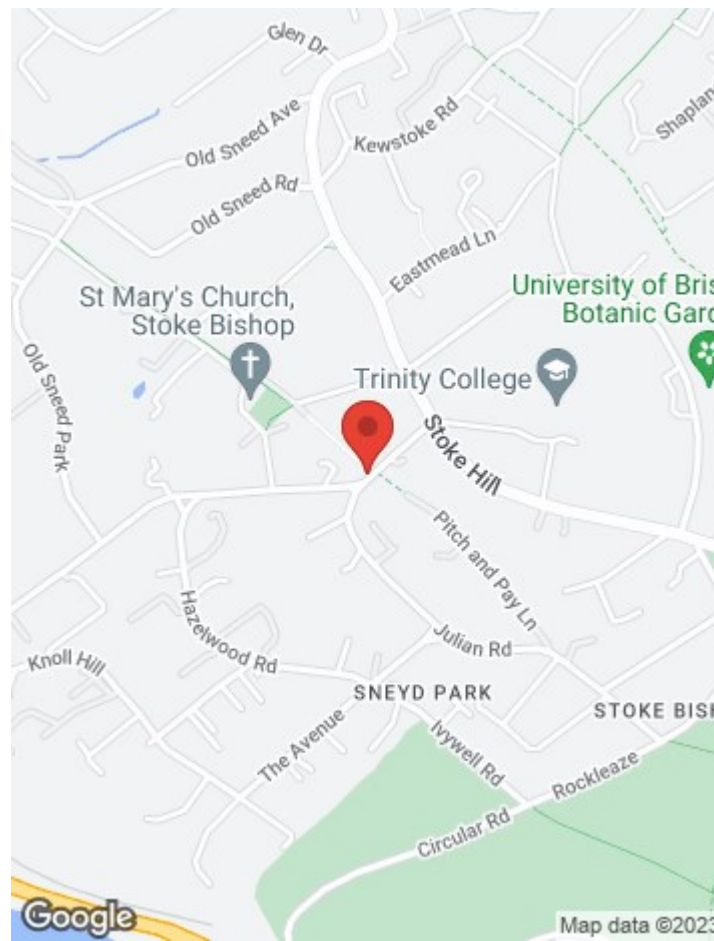 Glen Dr
Old Sneed Ave
Kewstoke Rd
Shaplan
Old Sneed Rd
Eastmead Ln
University of Bris
Botanic Gard
St Mary's Church,
Stoke Bishop
Trinity College
Old Sneed Park
Stoke Hill
Pitch and Pay Ln
Hazelwood Rd
Julian Rd
Knoll Hill
SNEYD PARK
STOKE BISH
The Avenue
Ivywell Rd
Rockleaze
Circular Rd
Google
Map data ©2023